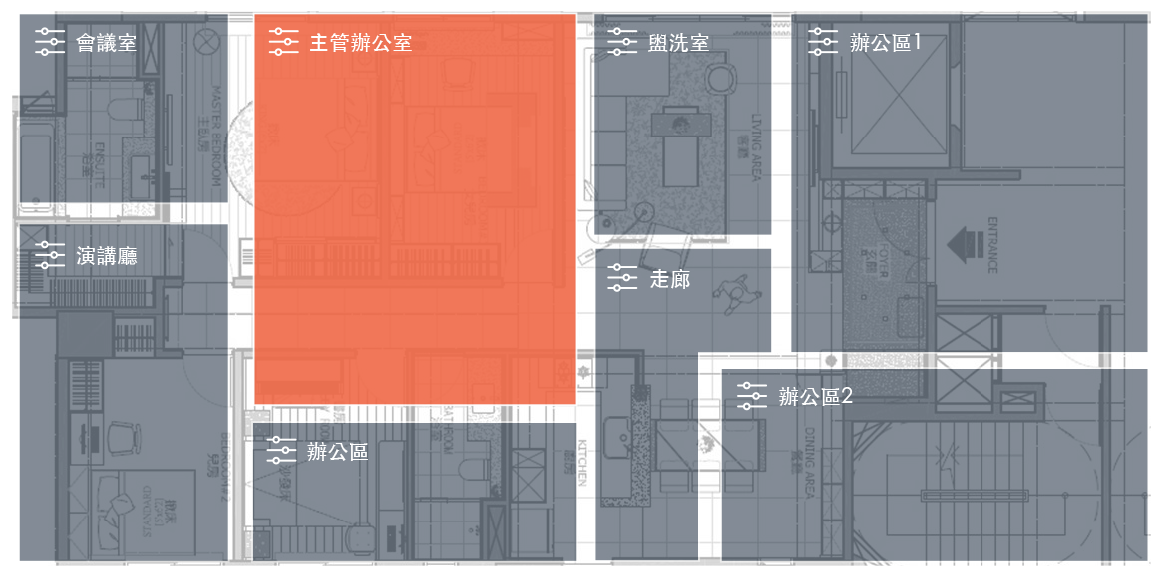 會議室
主管辦公室
盥洗室
辦公區1
MASTER BEDROOM
主臥房
ENSUITE
浴室
LIVING AREA
客廳
演講廳
走廊
FOYER
玄關
ENTRANCE
辦公區
辦公區2
BEDROOM#2
BATHROOM
浴室
KITCHEN
廚房
DINING AREA
餐廳
STANDARD